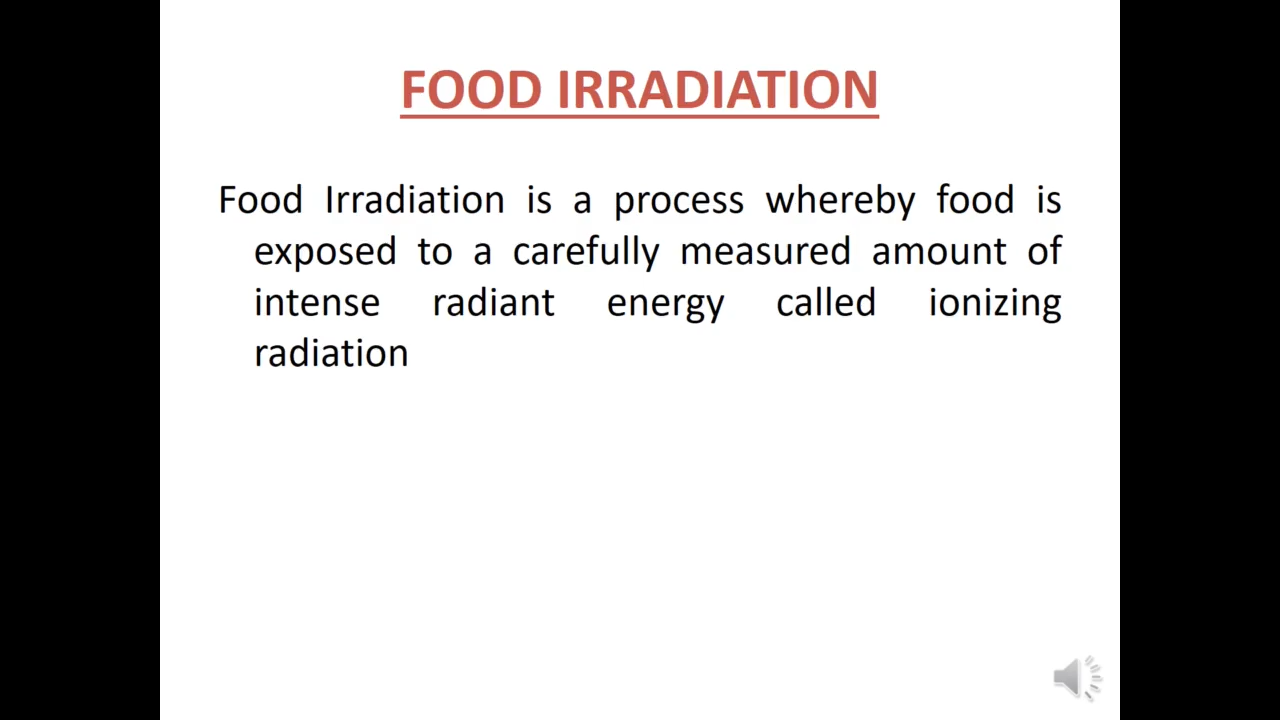 FOOD IRRADIATION
Food Irradiation is a process whereby food is
exposed to a carefully measured amount of
intense radiant energy called ionizing
radiation